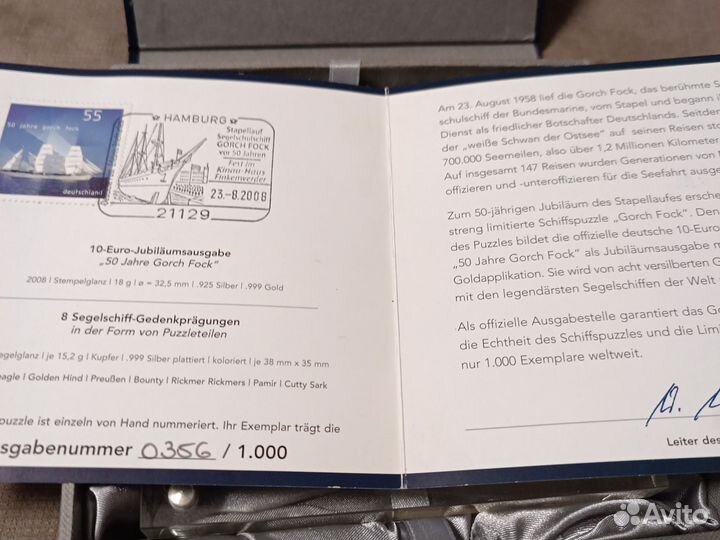 55
50 jahre gorch fock
deutschland
HAMBURG
Stapellauf
Segelschulschiff
GORCH FOCK
vor 50 Jahren
Fest im
Kinau-Haus
Finkenwerder
23.-8.2008
21129
10-Euro-Jubiläumsausgabe
„50 Jahre Gorch Fock"
2008 | Stempelglanz | 18 g | ø = 32,5 mm | .925 Silber | .999 Gold
8 Segelschiff-Gedenkprägungen
in der Form von Puzzleteilen
egelglanz | je 15,2 g | Kupfer | .999 Silber plattiert | koloriert | je 38 mm x 35 mm
eagle | Golden Hind | Preußen | Bounty | Rickmer Rickmers | Pamir | Cutty Sark
puzzle ist einzeln von Hand nummeriert. Ihr Exemplar trägt die
sgabenummer 0356 / 1.000
Am 23. August 1958 lief die Gorch Fock, das berühmte S
schulschiff der Bundesmarine, vom Stapel und begann
Dienst als friedlicher Botschafter Deutschlands. Seitden
der „weiße Schwan der Ostsee" auf seinen Reisen
700.000 Seemeilen, also über 1,2 Millionen Kilometer
Auf insgesamt 147 Reisen wurden Generationen von
offizieren und -unteroffizieren für die Seefahrt ausge
Zum 50-jährigen Jubiläum des Stapellaufes ersche
streng limitierte Schiffspuzzle „Gorch Fock". Den
des Puzzles bildet die offizielle deutsche 10-Euro-
„50 Jahre Gorch Fock" als Jubiläumsausgabe m
Goldapplikation. Sie wird von acht versilberten G
mit den legendärsten Segelschiffen der Welt
Als offizielle Ausgabestelle garantiert das Go
die Echtheit des Schiffspuzzles und die Limi
nur 1.000 Exemplare weltweit.
Leiter des
Avito